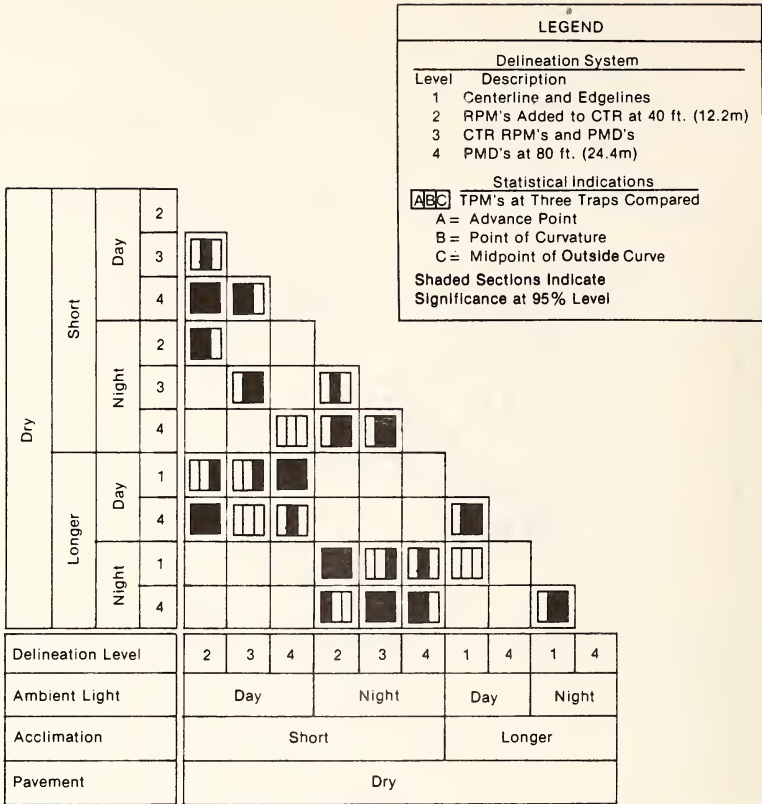 LEGEND
Delineation System
Level Description
1 Centerline and Edgelines
2 RPM's Added to CTR at 40 ft. (12.2m)
3 CTR RPM's and PMD's
4 PMD's at 80 ft. (24.4m)
Statistical Indications
ABC TPM's at Three Traps Compared
A = Advance Point
B = Point of Curvature
C = Midpoint of Outside Curve
Shaded Sections Indicate
Significance at 95% Level
Dry
Short
Day
2
3
4
Night
2
3
4
Longer
Day
1
4
Night
1
4
Delineation Level 2 3 4 2 3 4 1 4 1 4
Ambient Light Day Night Day Night
Acclimation Short Longer
Pavement Dry